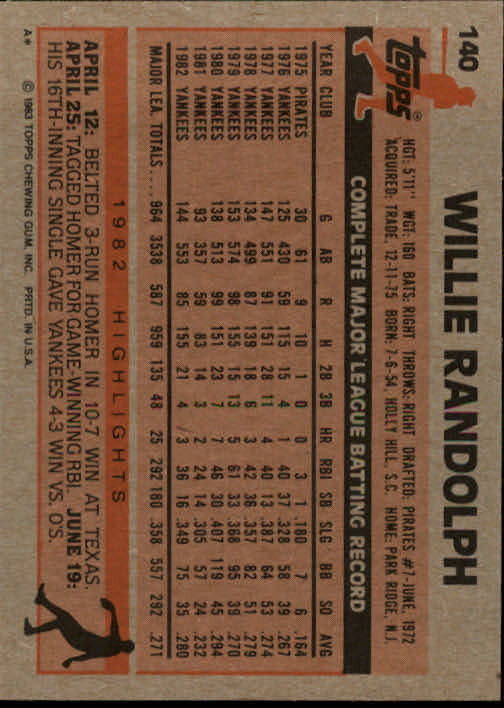 140
topps®
WILLIE RANDOLPH
HGT: 5'11" WGT: 160 BATS: RIGHT THROWS: RIGHT DRAFTED: PIRATES #7-JUNE, 1972
ACQUIRED: TRADE, 12-11-75 BORN: 7-6-54, HOLLY HILL, S.C. HOME: PARK RIDGE, N.J.
COMPLETE MAJOR LEAGUE BATTING RECORD
YEAR CLUB G AB R H 2B 3B HR RBI SB SLG BB SO AVG
1975 PIRATES 30 61 9 10 1 0 0 3 1 .180 7 6 .164
1976 YANKEES 125 430 59 115 15 4 1 40 37 .328 58 39 .267
1977 YANKEES 147 551 91 151 28 11 4 40 13 .387 64 53 .274
1978 YANKEES 134 499 87 139 18 6 3 42 36 .357 82 51 .279
1979 YANKEES 153 574 98 155 15 13 5 61 33 .368 95 39 .270
1980 YANKEES 138 513 99 151 23 7 7 46 30 .407 119 45 .294
1981 YANKEES 93 357 59 83 14 3 2 24 14 .305 57 24 .232
1982 YANKEES 144 553 85 155 21 4 3 36 16 .349 75 35 .280
MAJOR LEA. TOTALS.... 964 3538 587 959 135 48 25 292 180 .358 557 292 .271
1982 HIGHLIGHTS
APRIL 12: BELTED 3-RUN HOMER IN 10-7 WIN AT TEXAS.
APRIL 25: TAGGED HOMER FOR GAME-WINNING RBI. JUNE 19:
HIS 16TH-INNING SINGLE GAVE YANKEES 4-3 WIN VS. O'S.
A* © 1983 TOPPS CHEWING GUM, INC. PRTD. IN U.S.A.